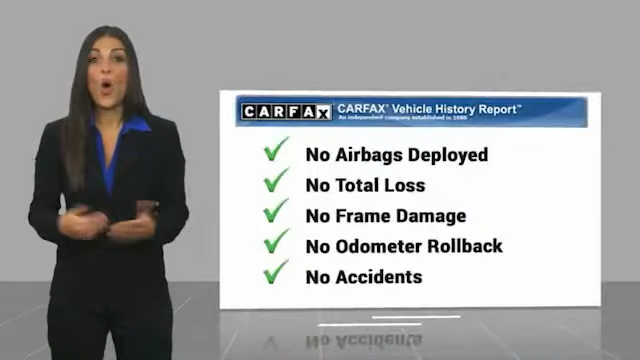 CARFAX CARFAX Vehicle History Report™
An independent company established in 1986
No Airbags Deployed
No Total Loss
No Frame Damage
No Odometer Rollback
No Accidents